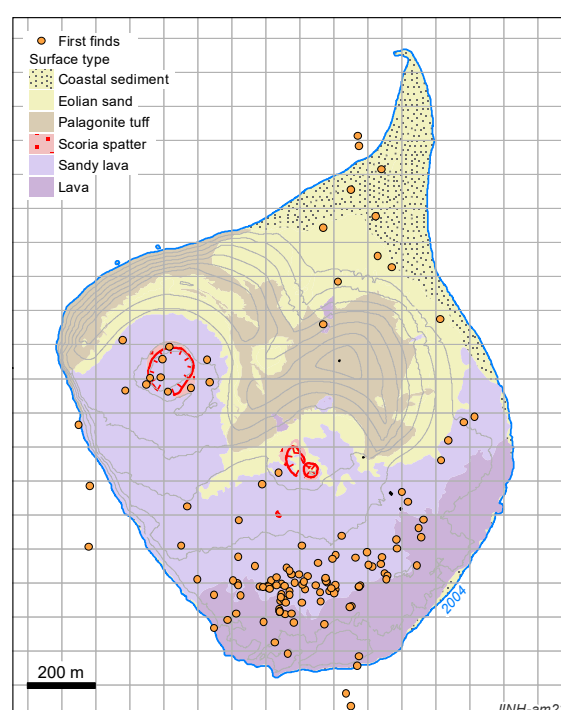 First finds
Surface type
Coastal sediment
Eolian sand
Palagonite tuff
Scoria spatter
Sandy lava
Lava
2004
200 m